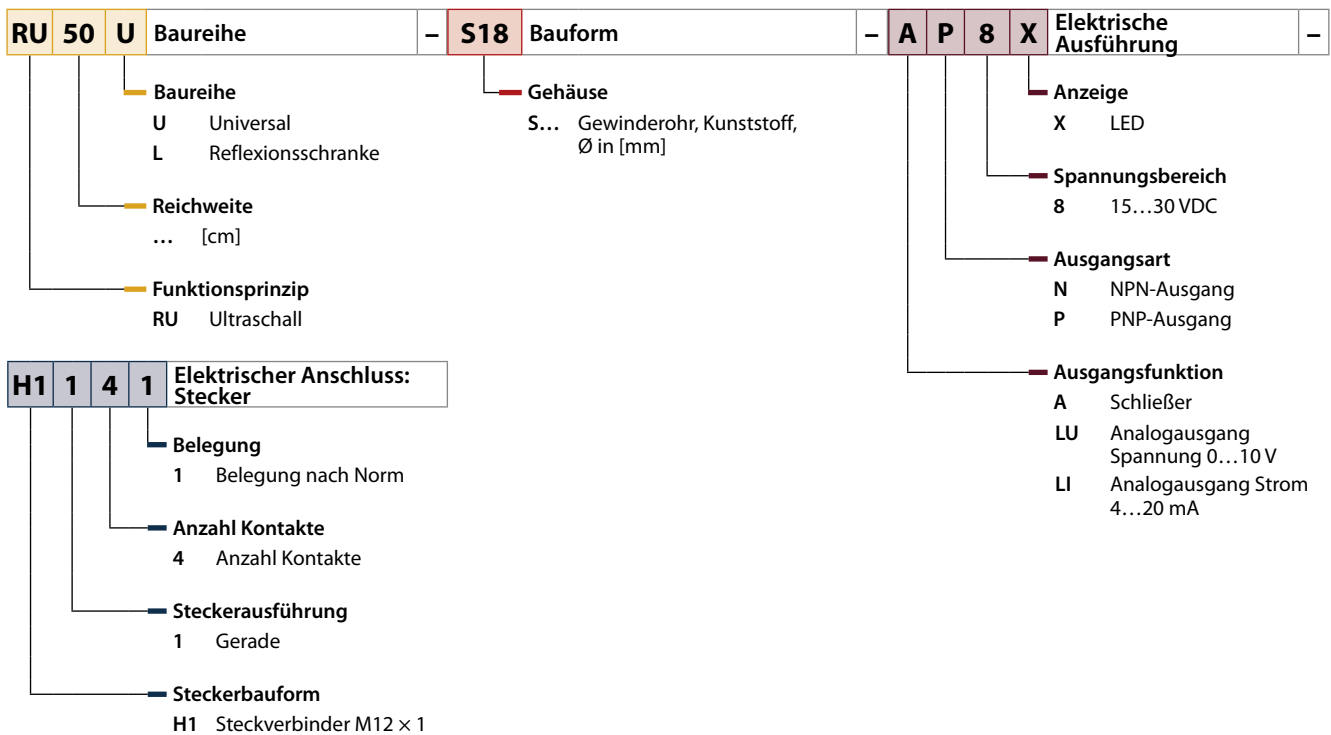 RU 50 U Baureihe – S18 Bauform – A P 8 X Elektrische
Ausführung –
Baureihe
U Universal
L Reflexionsschranke
Reichweite
… [cm]
Funktionsprinzip
RU Ultraschall
Gehäuse
S… Gewinderohr, Kunststoff,
Ø in [mm]
Anzeige
X LED
Spannungsbereich
8 15…30 VDC
Ausgangsart
N NPN-Ausgang
P PNP-Ausgang
Ausgangsfunktion
A Schließer
LU Analogausgang
Spannung 0…10 V
LI Analogausgang Strom
4…20 mA
H1 1 4 1 Elektrischer Anschluss:
Stecker
Belegung
1 Belegung nach Norm
Anzahl Kontakte
4 Anzahl Kontakte
Steckerausführung
1 Gerade
Steckerbauform
H1 Steckverbinder M12 × 1